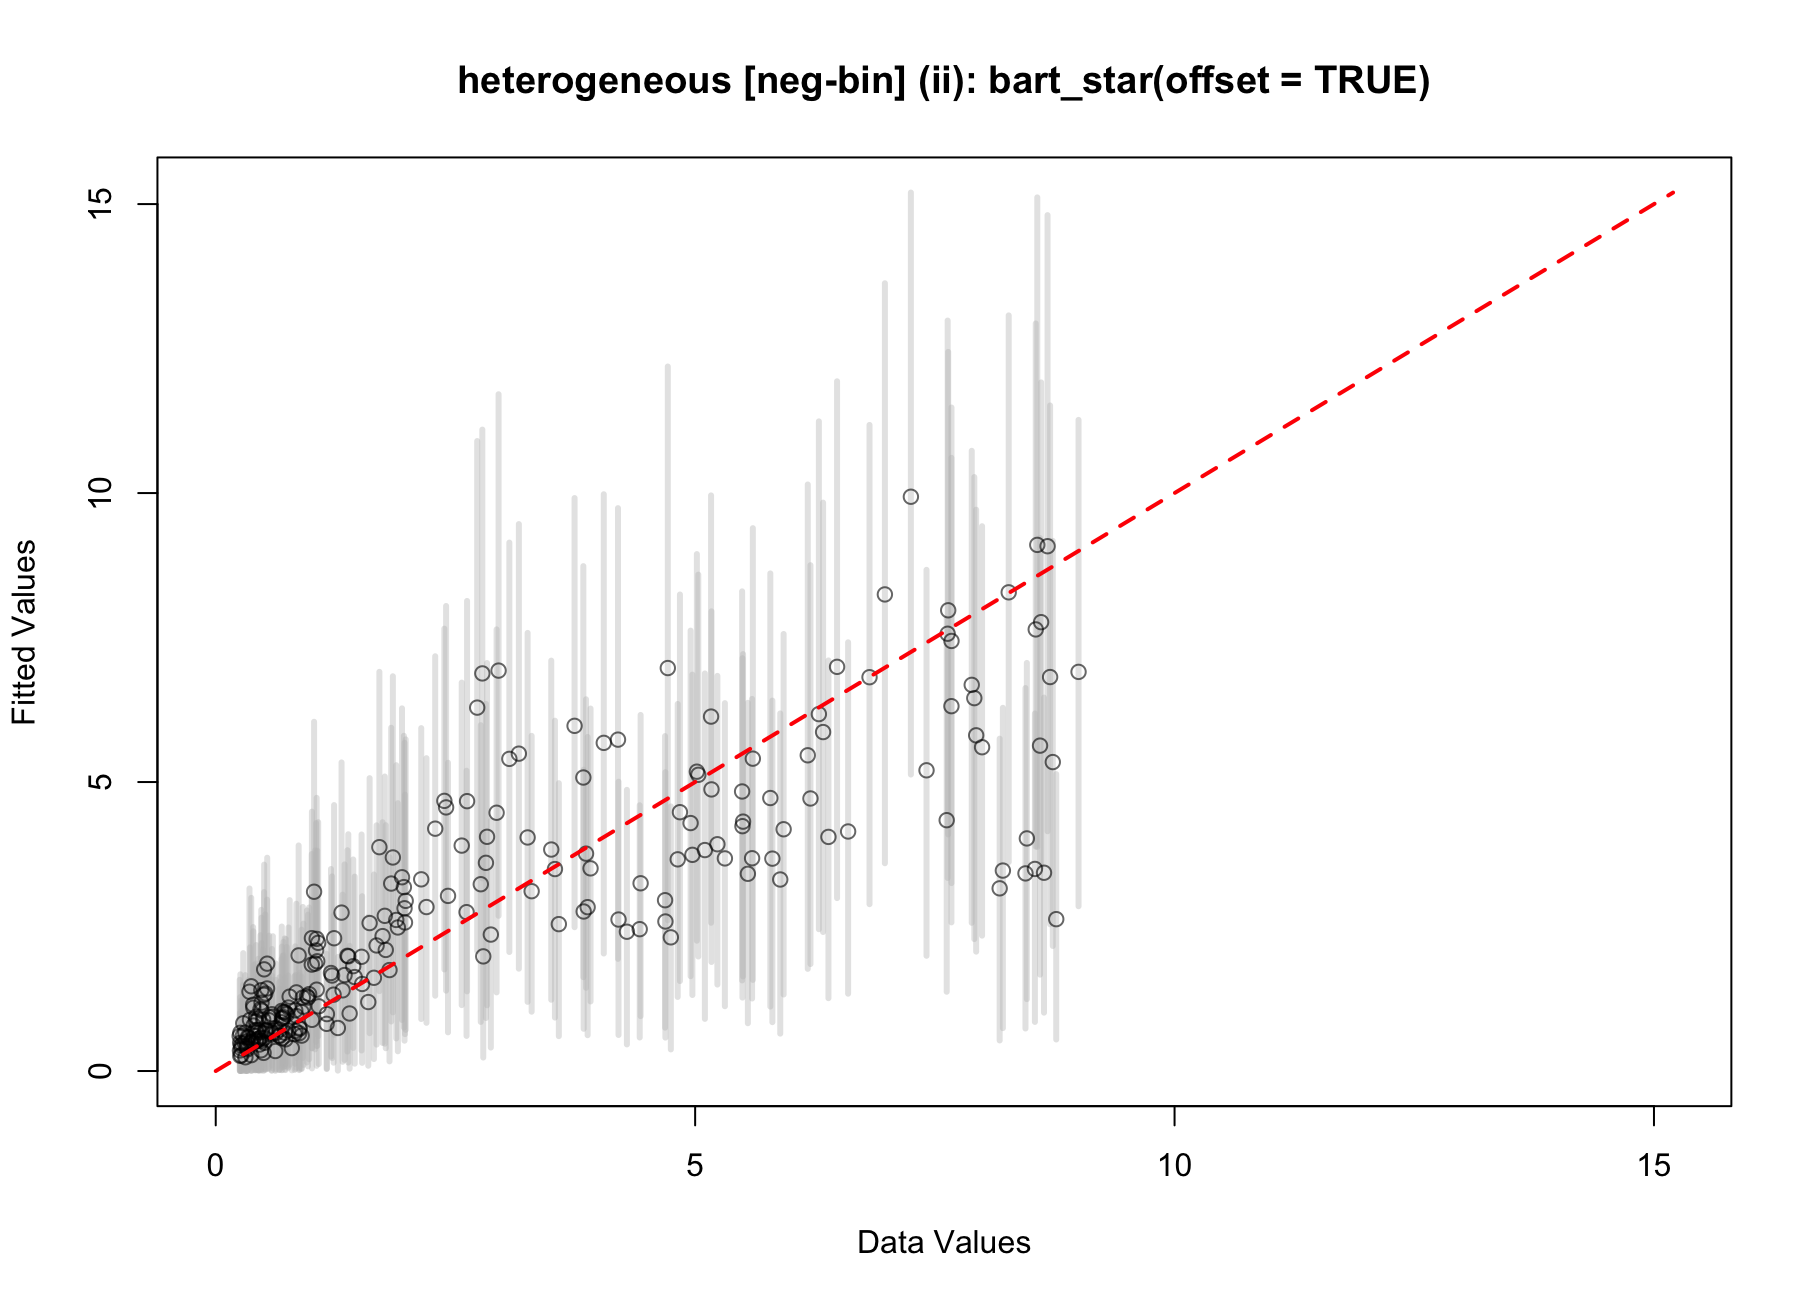 heterogeneous [neg-bin] (ii): bart_star(offset = TRUE)
Fitted Values
15
10
5
0
0 5 10 15
Data Values